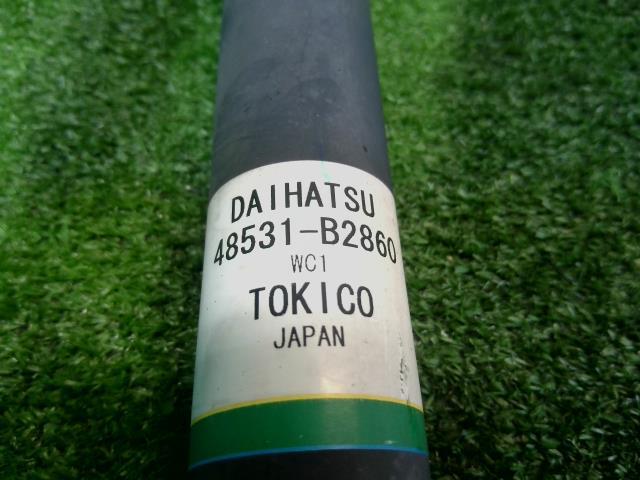 DAIHATSU
48531-B2860
WC1
TOKICO
JAPAN